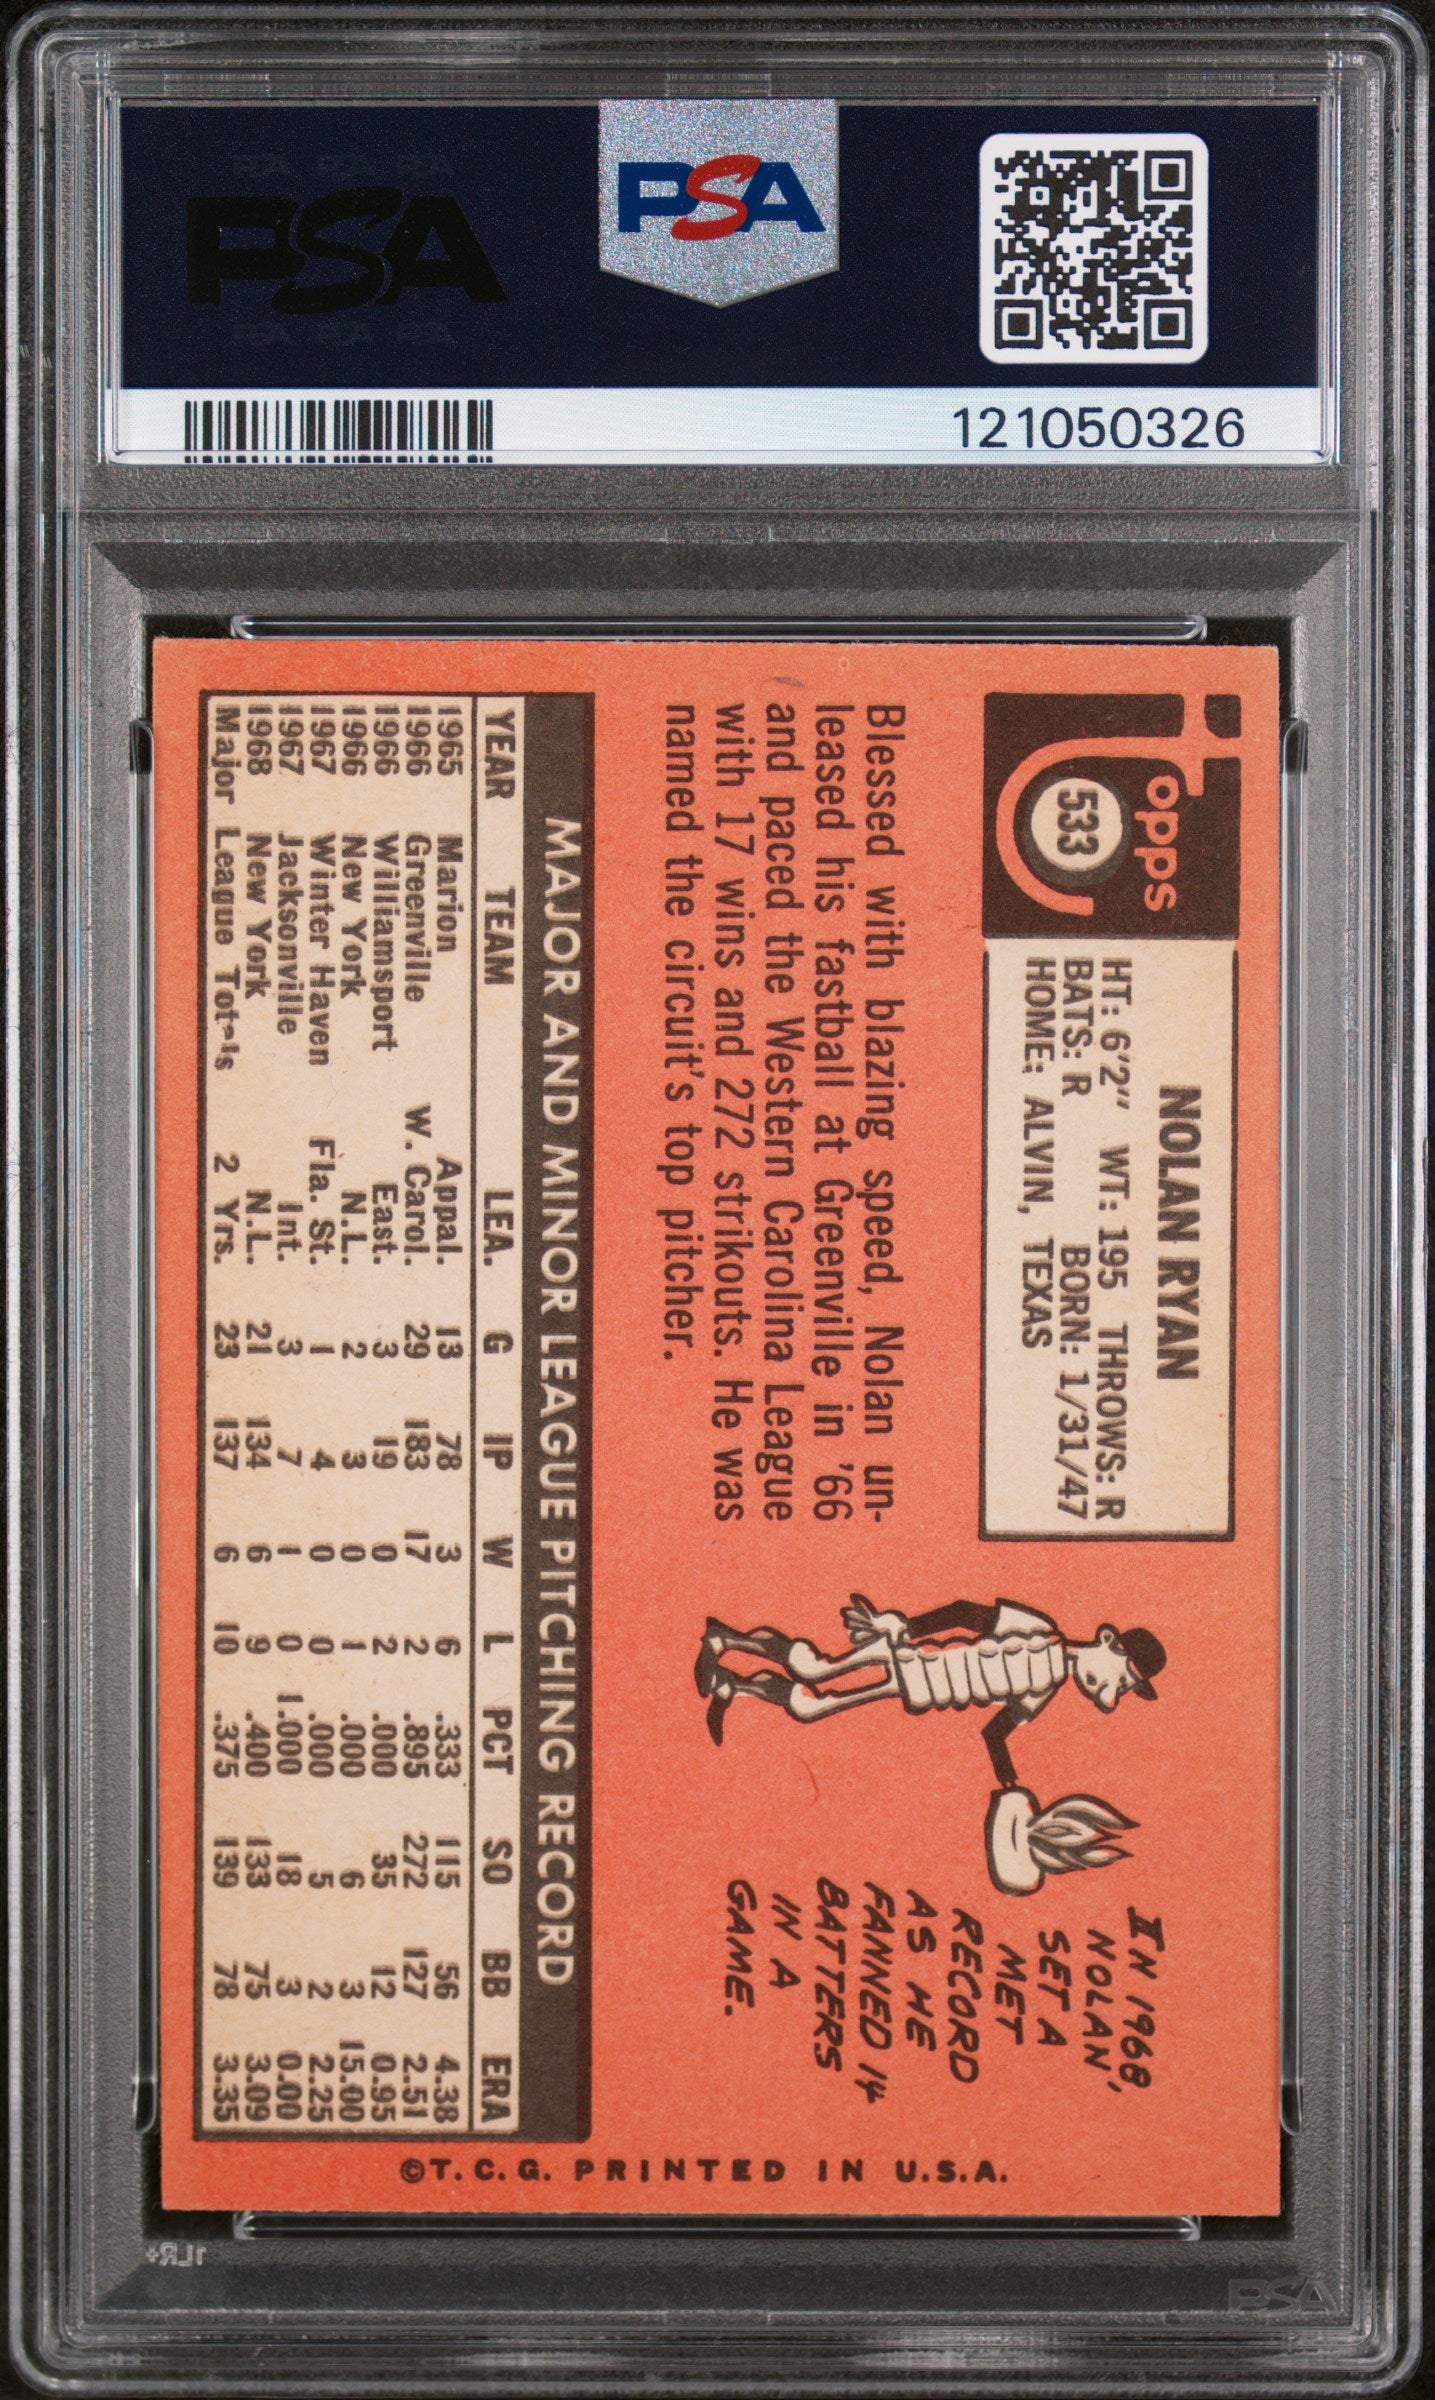 PSA
PSA
121050326
Topps
533
NOLAN RYAN
HT: 6'2" WT: 195 THROWS: R
BATS: R BORN: 1/31/47
HOME: ALVIN, TEXAS
Blessed with blazing speed, Nolan un-
leased his fastball at Greenville in '66
and paced the Western Carolina League
with 17 wins and 272 strikouts. He was
named the circuit's top pitcher.
IN 1968,
NOLAN
SET A
MET
RECORD
AS HE
FANNED 14
BATTERS
IN A
GAME.
MAJOR AND MINOR LEAGUE PITCHING RECORD
YEAR TEAM LEA. G IP W L PCT SO BB ERA
1965 Marion Appal. 13 78 3 6 .333 115 56 4.38
1966 Greenville W. Carol. 29 183 17 2 .895 272 127 2.51
1966 Williamsport East. 3 19 0 2 .000 35 12 0.95
1966 New York N.L. 2 3 0 1 .000 6 3 15.00
1967 Winter Haven Fla. St. 1 4 0 0 .000 5 2 2.25
1967 Jacksonville Int. 3 7 1 0 1.000 18 3 0.00
1968 New York N.L. 21 134 6 9 .400 133 75 3.09
Major League Totals 2 Yrs. 23 137 6 10 .375 139 78 3.35
©T.C.G. PRINTED IN U.S.A.
1LR+
PSA